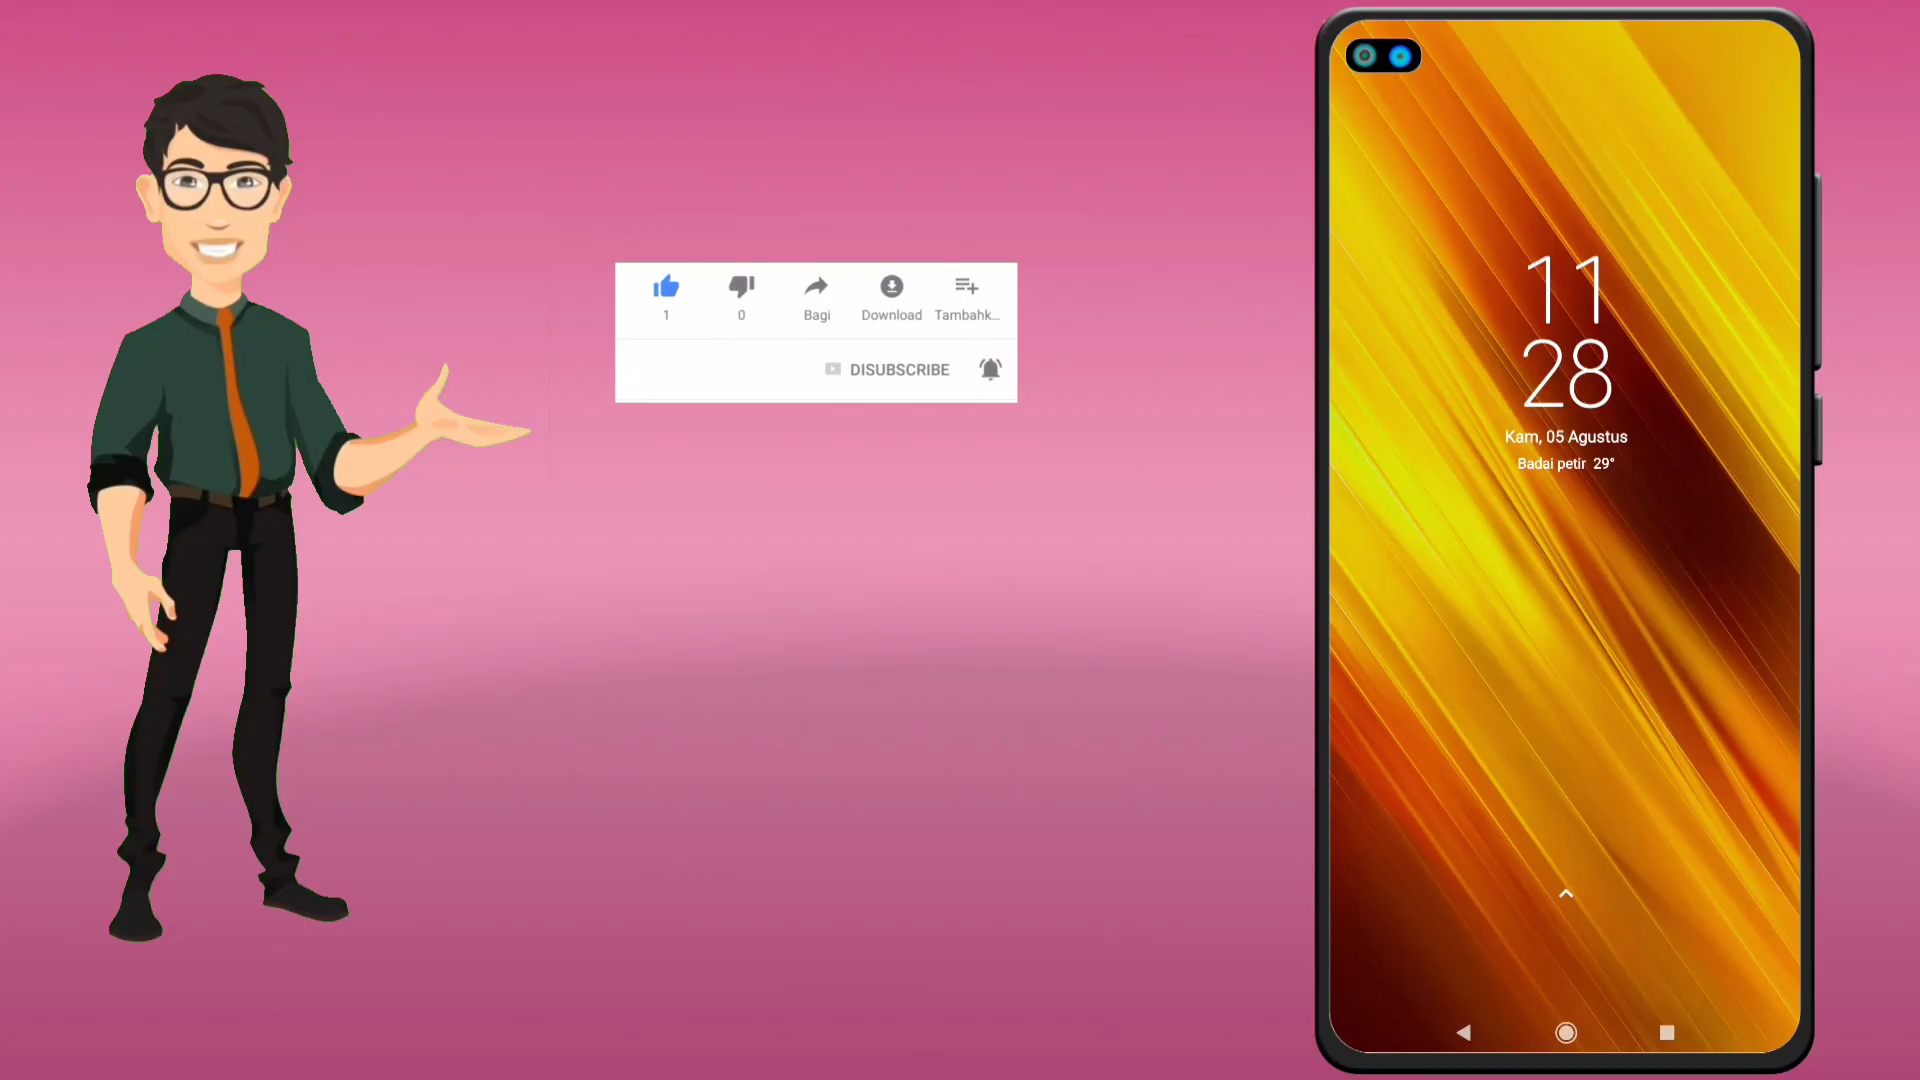 1 0 Bagi Download Tambahk...
DISUBSCRIBE
11
28
Kam, 05 Agustus
Badai petir 29°